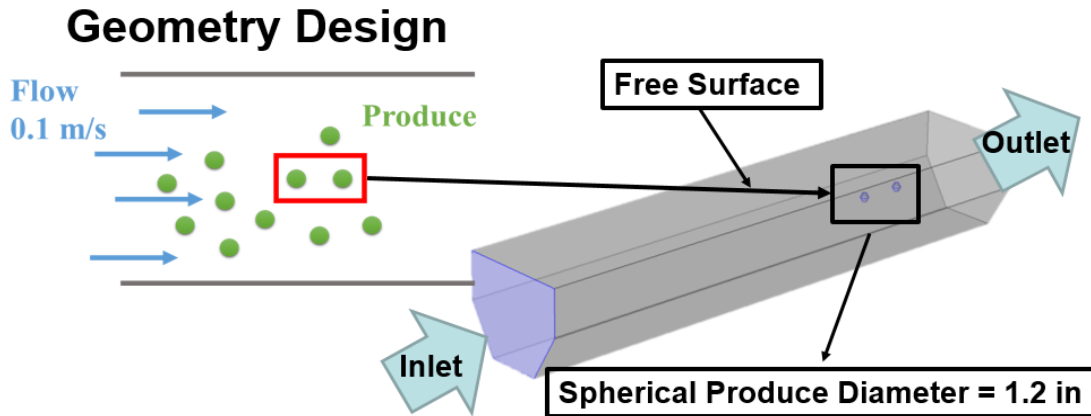 Geometry Design
Flow
0.1 m/s
Produce
Free Surface
Outlet
Inlet
Spherical Produce Diameter = 1.2 in